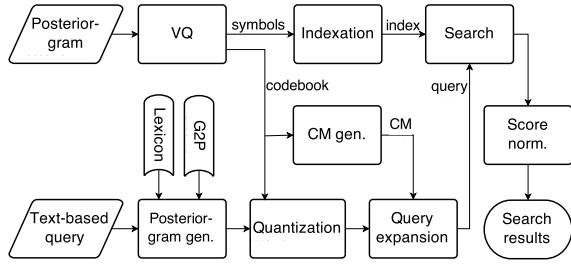 Posterior-
gram
VQ
symbols
Indexation
index
Search
codebook
query
Lexicon
G2P
CM gen.
CM
Score
norm.
Text-based
query
Posterior-
gram gen.
Quantization
Query
expansion
Search
results